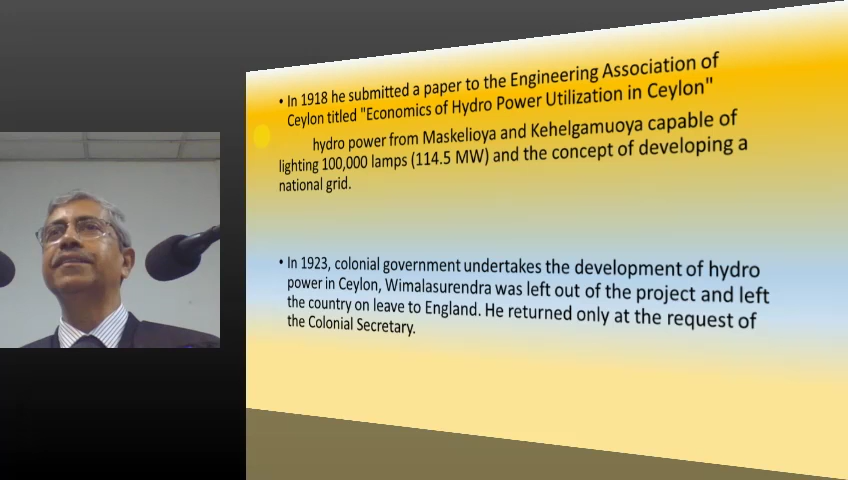 • In 1918 he submitted a paper to the Engineering Association of
Ceylon titled "Economics of Hydro Power Utilization in Ceylon"
hydro power from Maskelioya and Kehelgamuoya capable of
lighting 100,000 lamps (114.5 MW) and the concept of developing a
national grid.
• In 1923, colonial government undertakes the development of hydro
power in Ceylon, Wimalasurendra was left out of the project and left
the country on leave to England. He returned only at the request of
the Colonial Secretary.